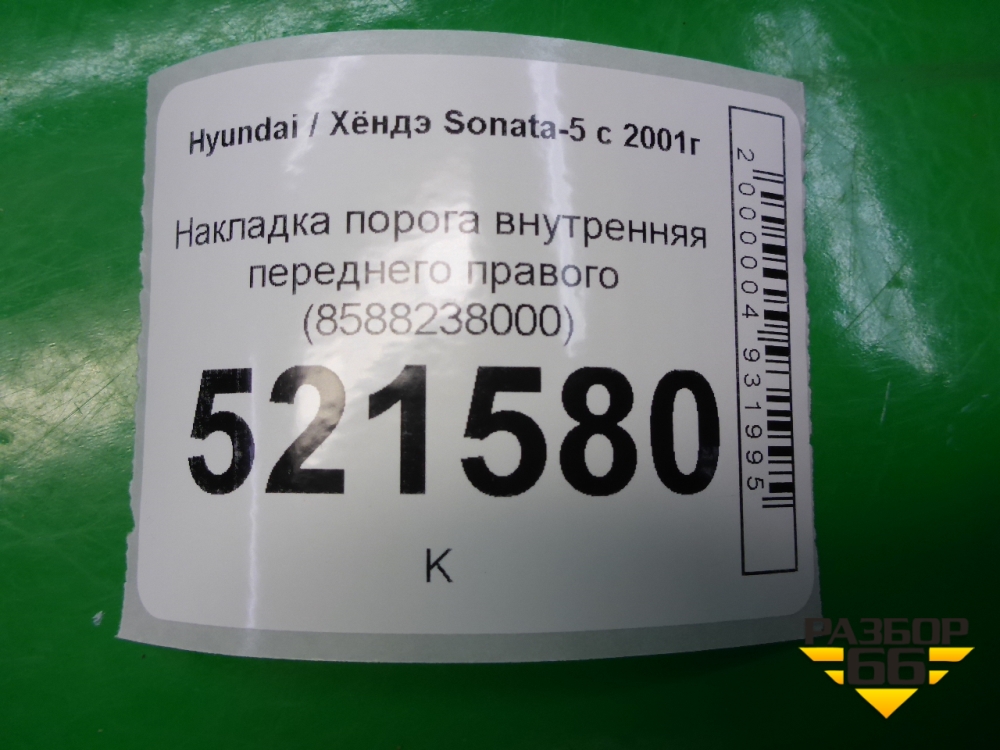 Hyundai / Хёндэ Sonata-5 с 2001г
Накладка порога внутренняя
переднего правого
(8588238000)
521580
К
2000004931995
РАЗБОР
66